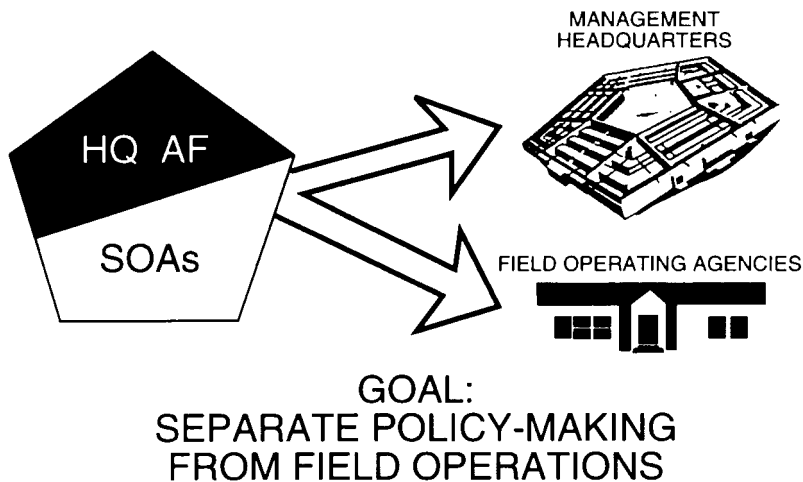 MANAGEMENT
HEADQUARTERS
HQ AF
SOAs
FIELD OPERATING AGENCIES
GOAL:
SEPARATE POLICY-MAKING
FROM FIELD OPERATIONS